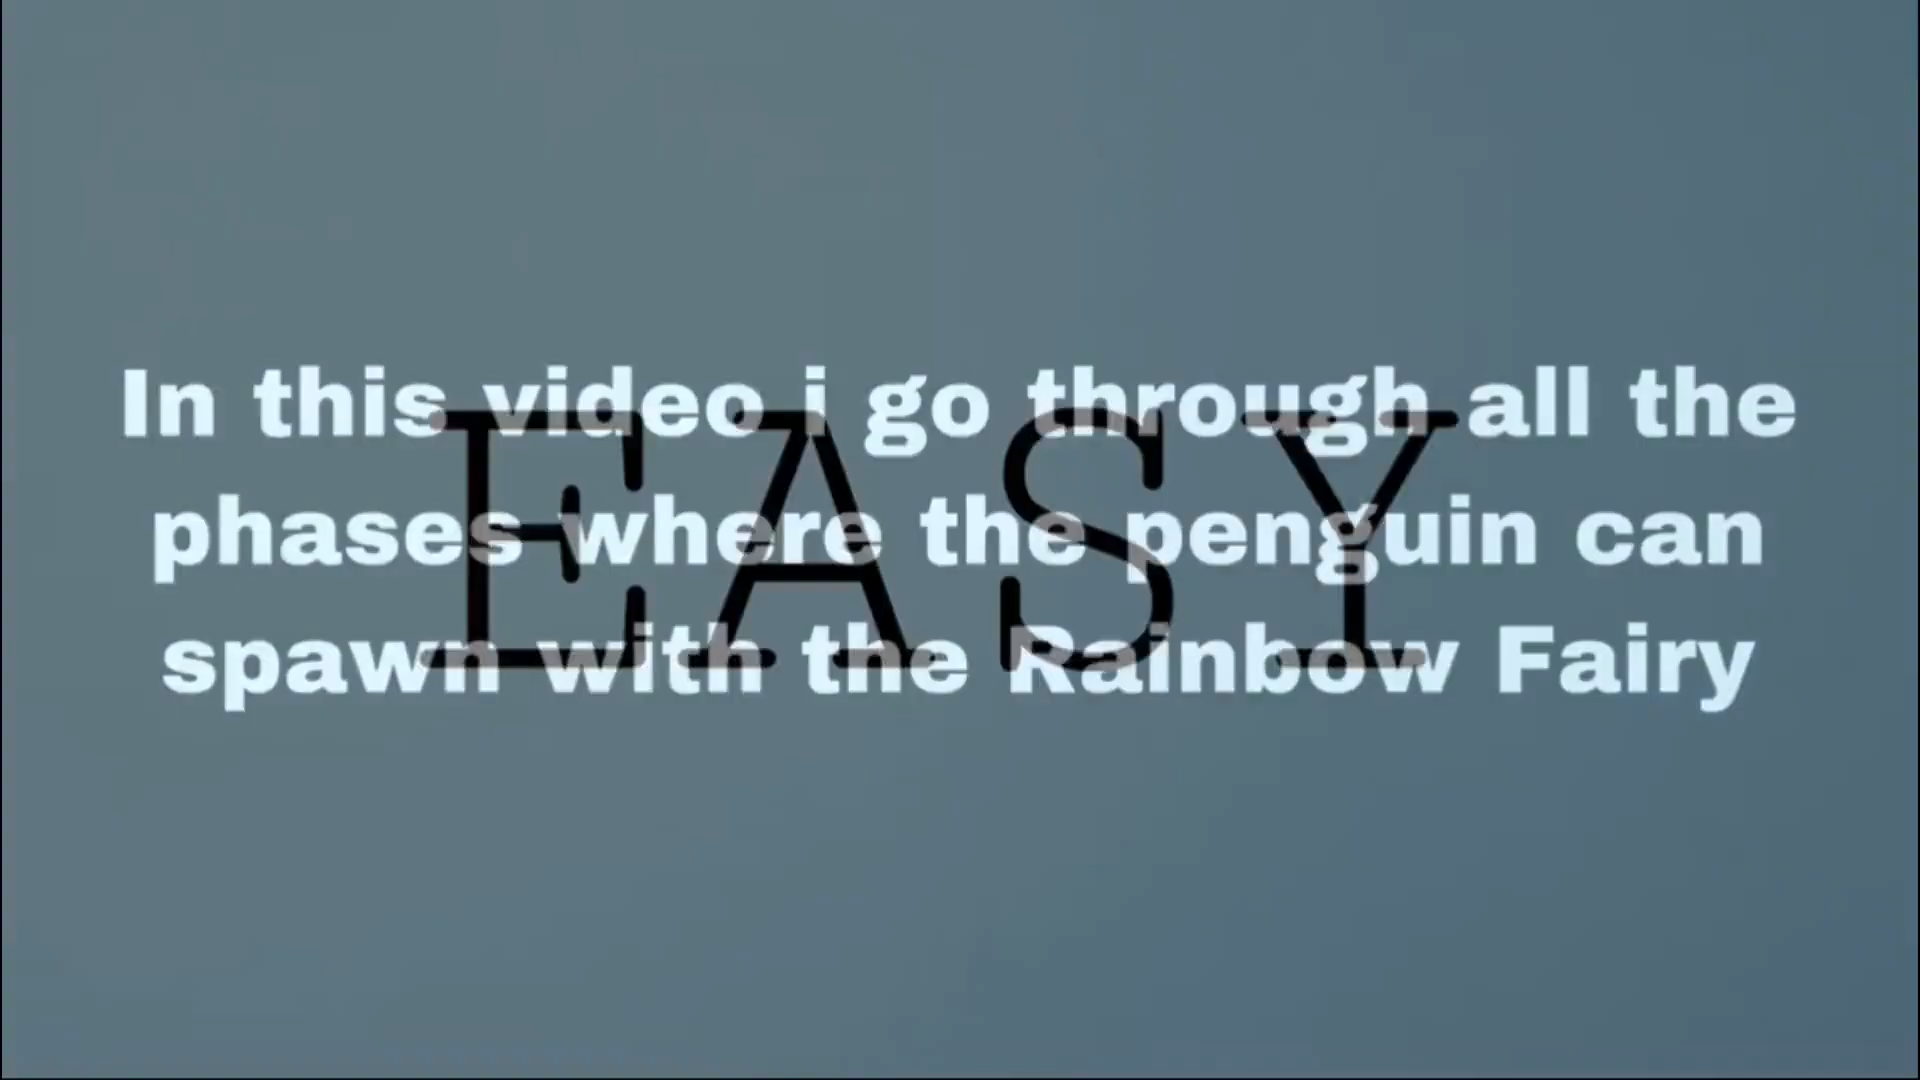 In this video i go through all the
phases where the penguin can
spawn with the Rainbow Fairy
EASY